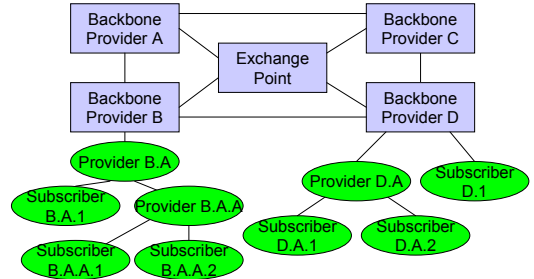 Backbone
Provider A
Backbone
Provider C
Exchange
Point
Backbone
Provider B
Backbone
Provider D
Provider B.A
Provider D.A
Subscriber
D.1
Subscriber
B.A.1
Provider B.A.A
Subscriber
D.A.1
Subscriber
D.A.2
Subscriber
B.A.A.1
Subscriber
B.A.A.2